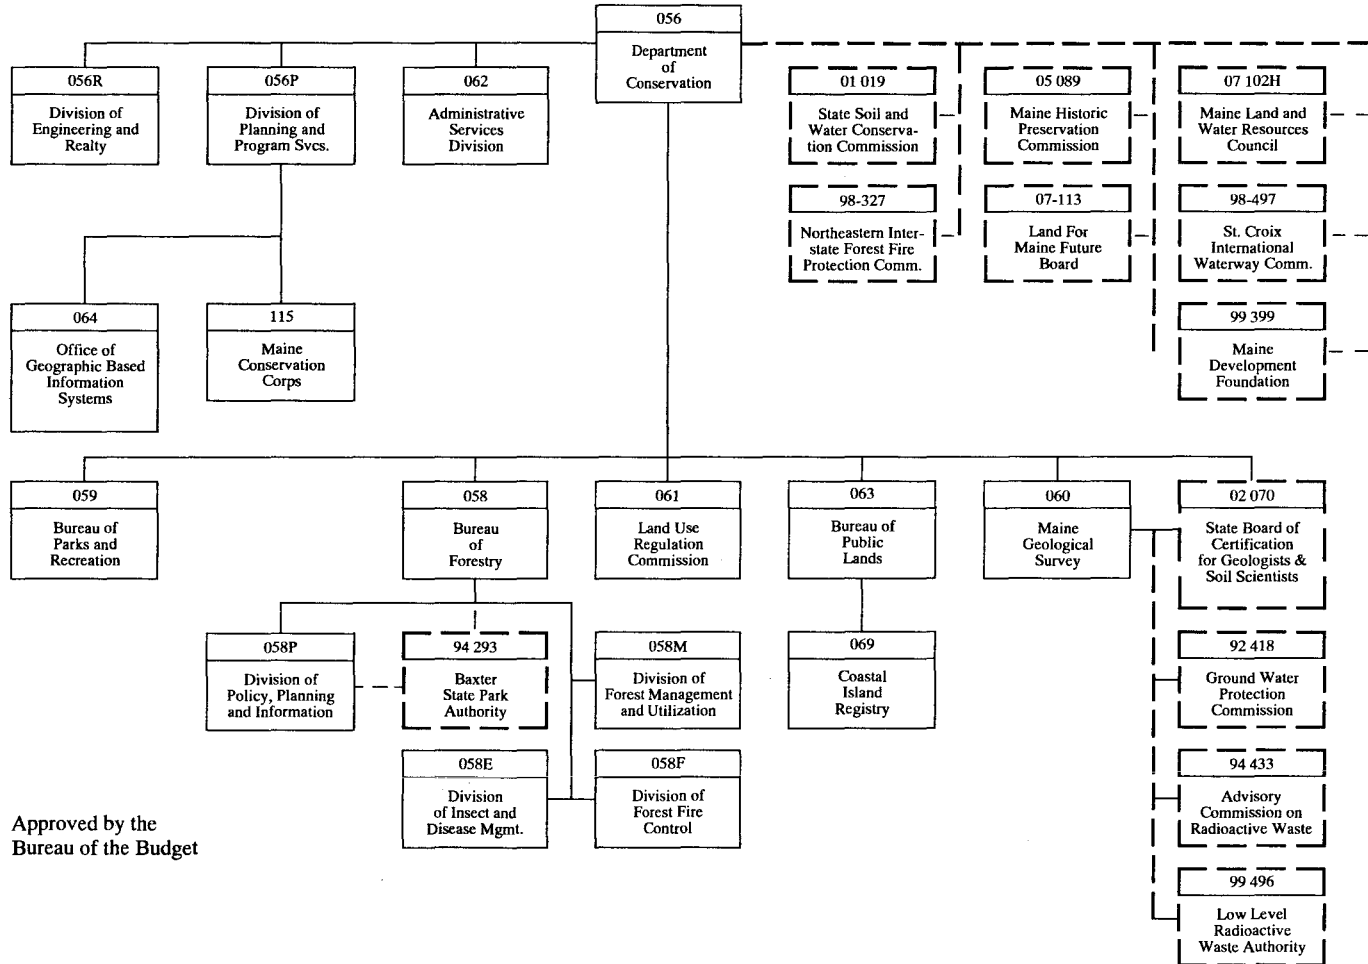 056
Department
of
Conservation
056R
Division of
Engineering and
Realty
056P
Division of
Planning and
Program Svcs.
062
Administrative
Services
Division
01 019
State Soil and
Water Conserva-
tion Commission
05 089
Maine Historic
Preservation
Commission
07 102H
Maine Land and
Water Resources
Council
98-327
Northeastern Inter-
state Forest Fire
Protection Comm.
07-113
Land For
Maine Future
Board
98-497
St. Croix
International
Waterway Comm.
99 399
Maine
Development
Foundation
064
Office of
Geographic Based
Information
Systems
115
Maine
Conservation
Corps
059
Bureau of
Parks and
Recreation
058
Bureau
of
Forestry
061
Land Use
Regulation
Commission
063
Bureau of
Public
Lands
060
Maine
Geological
Survey
02 070
State Board of
Certification
for Geologists &
Soil Scientists
058P
Division of
Policy, Planning
and Information
94 293
Baxter
State Park
Authority
058M
Division of
Forest Management
and Utilization
069
Coastal
Island
Registry
92 418
Ground Water
Protection
Commission
058E
Division
of Insect and
Disease Mgmt.
058F
Division of
Forest Fire
Control
94 433
Advisory
Commission on
Radioactive Waste
99 496
Low Level
Radioactive
Waste Authority
Approved by the
Bureau of the Budget